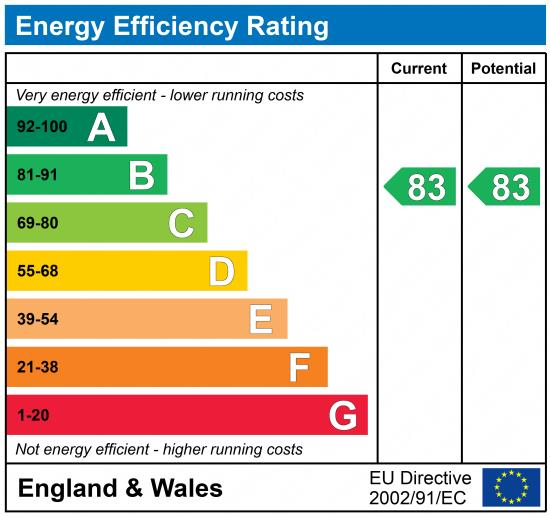 Energy Efficiency Rating
Current Potential
Very energy efficient - lower running costs
92-100 A
81-91 B 83 83
69-80 C
55-68 D
39-54 E
21-38 F
1-20 G
Not energy efficient - higher running costs
England & Wales
EU Directive
2002/91/EC